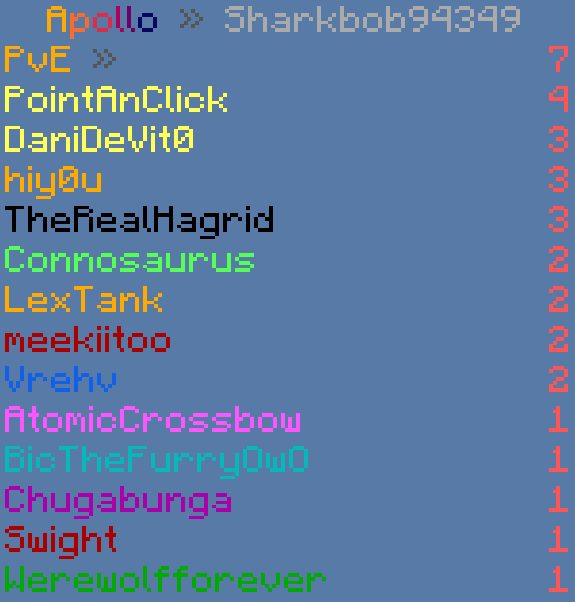 Apollo » Sharkbob94349
PvE » 7
PointAnClick 4
DaniDeVit0 3
hiy0u 3
TheRealHagrid 3
Connosaurus 2
LexTank 2
meekiitoo 2
Vrehv 2
AtomicCrossbow 1
BicTheFurryOwO 1
Chugabunga 1
Swight 1
Werewolfforever 1